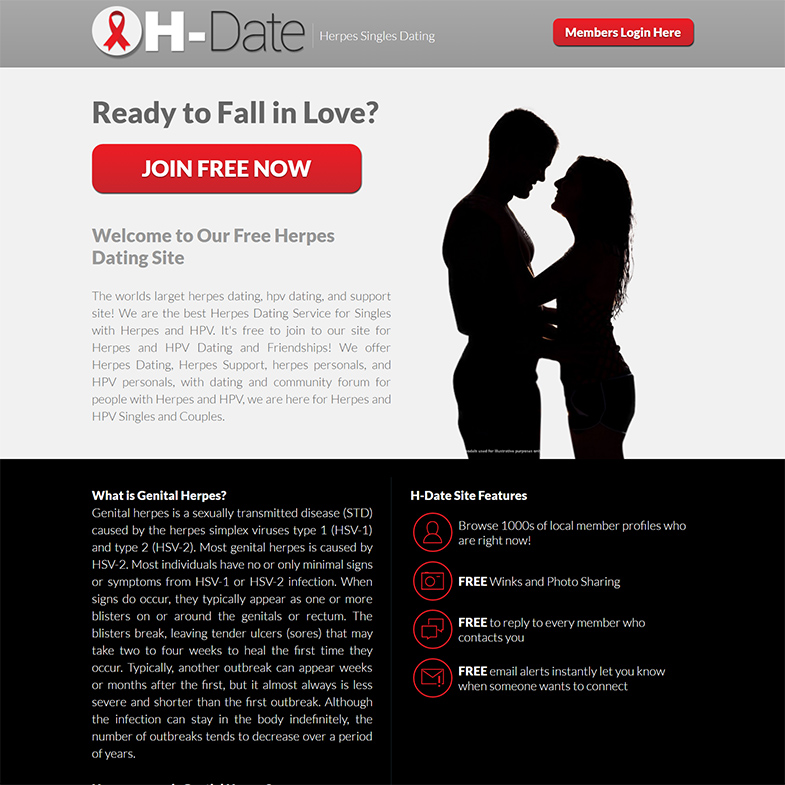 H-Date
Herpes Singles Dating
Members Login Here
Ready to Fall in Love?
JOIN FREE NOW
Welcome to Our Free Herpes
Dating Site
The worlds larget herpes dating, hpv dating, and support
site! We are the best Herpes Dating Service for Singles
with Herpes and HPV. It's free to join to our site for
Herpes and HPV Dating and Friendships! We offer
Herpes Dating, Herpes Support, herpes personals, and
HPV personals, with dating and community forum for
people with Herpes and HPV, we are here for Herpes and
HPV Singles and Couples.
used for illustrative purposes
What is Genital Herpes?
Genital herpes is a sexually transmitted disease (STD)
caused by the herpes simplex viruses type 1 (HSV-1)
and type 2 (HSV-2). Most genital herpes is caused by
HSV-2. Most individuals have no or only minimal signs
or symptoms from HSV-1 or HSV-2 infection. When
signs do occur, they typically appear as one or more
blisters on or around the genitals or rectum. The
blisters break, leaving tender ulcers (sores) that may
take two to four weeks to heal the first time they
occur. Typically, another outbreak can appear weeks
or months after the first, but it almost always is less
severe and shorter than the first outbreak. Although
the infection can stay in the body indefinitely, the
number of outbreaks tends to decrease over a period
of years.
H-Date Site Features
Browse 1000s of local member profiles who
are right now!
FREE Winks and Photo Sharing
FREE to reply to every member who
contacts you
FREE email alerts instantly let you know
when someone wants to connect